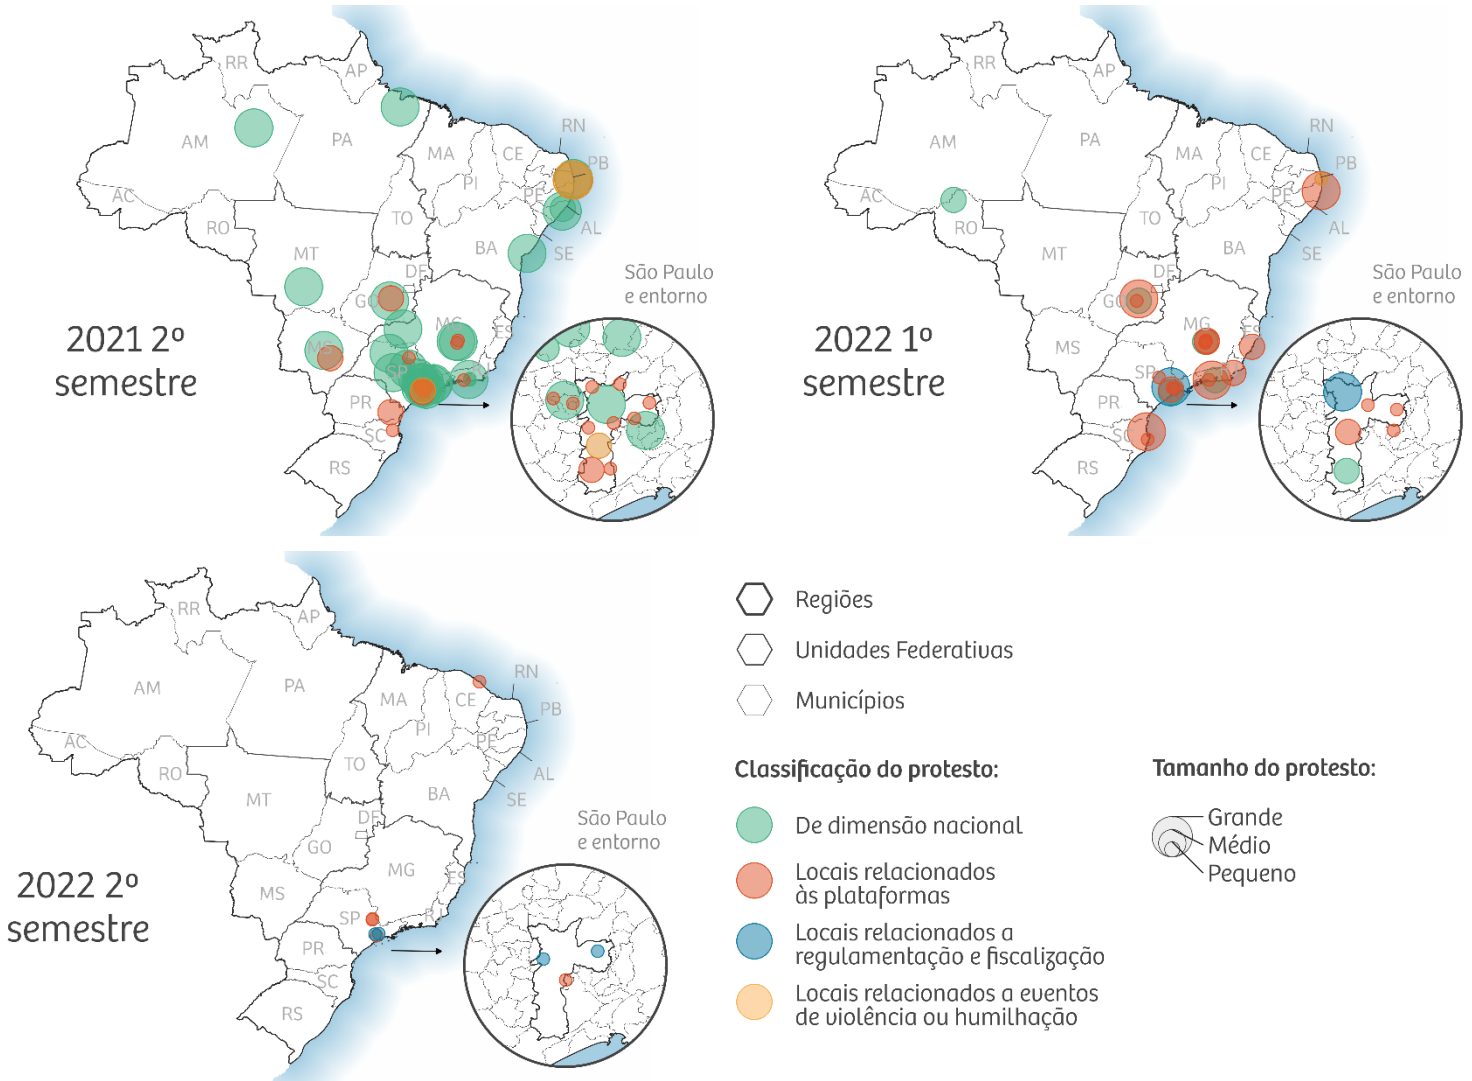 RR
AP
AM
PA
MA
CE
RN
PB
PI
PE
AC
RO
TO
AL
SE
BA
MT
DF
GO
MG
ES
MS
SP
PR
SC
RS
São Paulo
e entorno
2021 2º
semestre
RR
AP
AM
PA
MA
CE
RN
PB
PI
PE
AC
RO
TO
AL
SE
BA
MT
DF
GO
MG
ES
MS
SP
PR
SC
RS
São Paulo
e entorno
2022 1º
semestre
RR
AP
AM
PA
MA
CE
RN
PB
PI
PE
AC
RO
TO
AL
SE
BA
MT
DF
GO
MG
ES
MS
SP
RJ
PR
SC
RS
São Paulo
e entorno
2022 2º
semestre
Regiões
Unidades Federativas
Municípios
Classificação do protesto:
De dimensão nacional
Locais relacionados
às plataformas
Locais relacionados a
regulamentação e fiscalização
Locais relacionados a eventos
de violência ou humilhação
Tamanho do protesto:
Grande
Médio
Pequeno